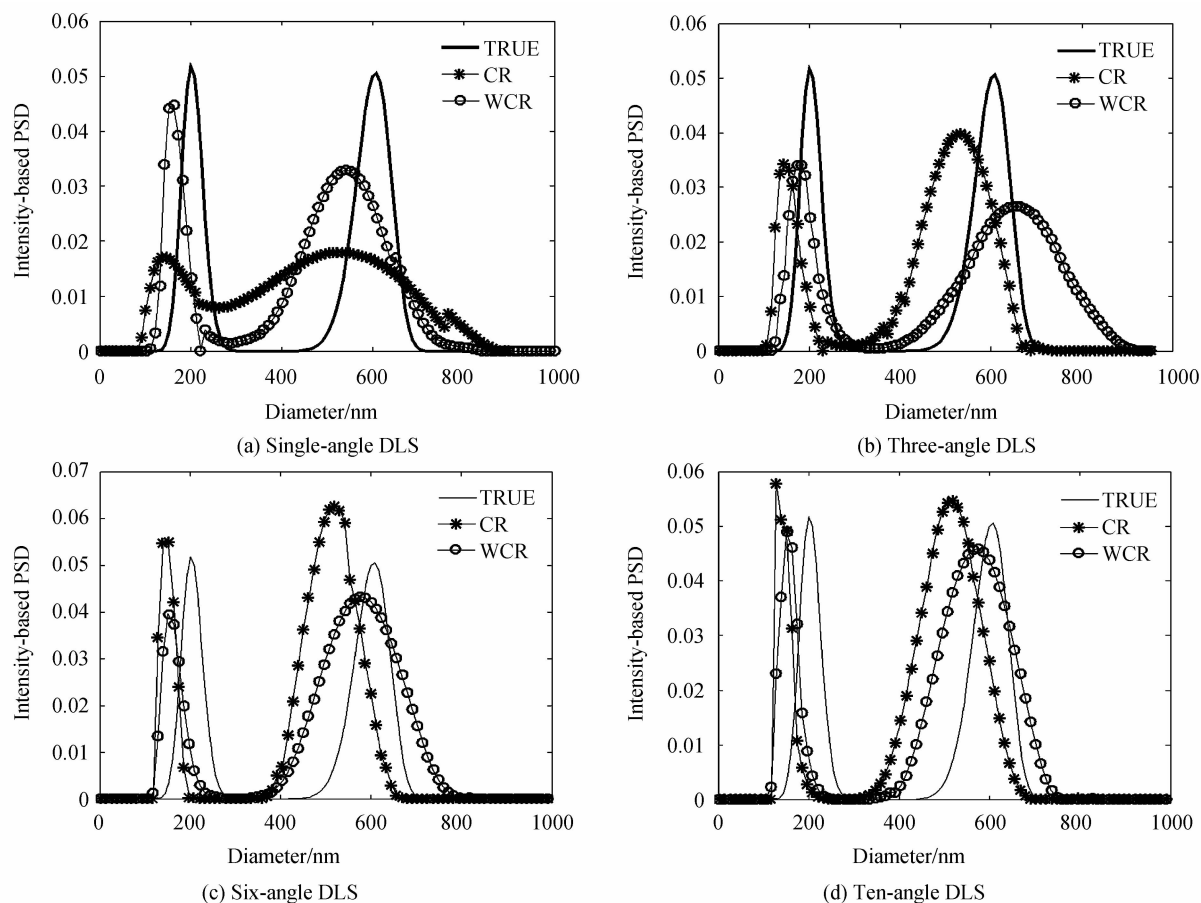 0.06
0.05
0.04
0.03
0.02
0.01
0
Intensity-based PSD
TRUE
CR
WCR
0 200 400 600 800 1000
Diameter/nm
(a) Single-angle DLS
0.06
0.05
0.04
0.03
0.02
0.01
0
Intensity-based PSD
TRUE
CR
WCR
0 200 400 600 800 1000
Diameter/nm
(b) Three-angle DLS
0.07
0.06
0.05
0.04
0.03
0.02
0.01
0
Intensity-based PSD
TRUE
CR
WCR
0 200 400 600 800 1000
Diameter/nm
(c) Six-angle DLS
0.06
0.05
0.04
0.03
0.02
0.01
0
Intensity-based PSD
TRUE
CR
WCR
0 200 400 600 800 1000
Diameter/nm
(d) Ten-angle DLS